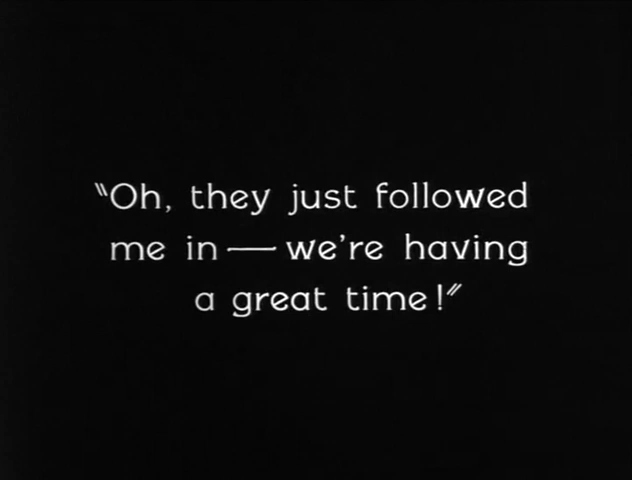 "Oh, they just followed
me in — we're having
a great time!"